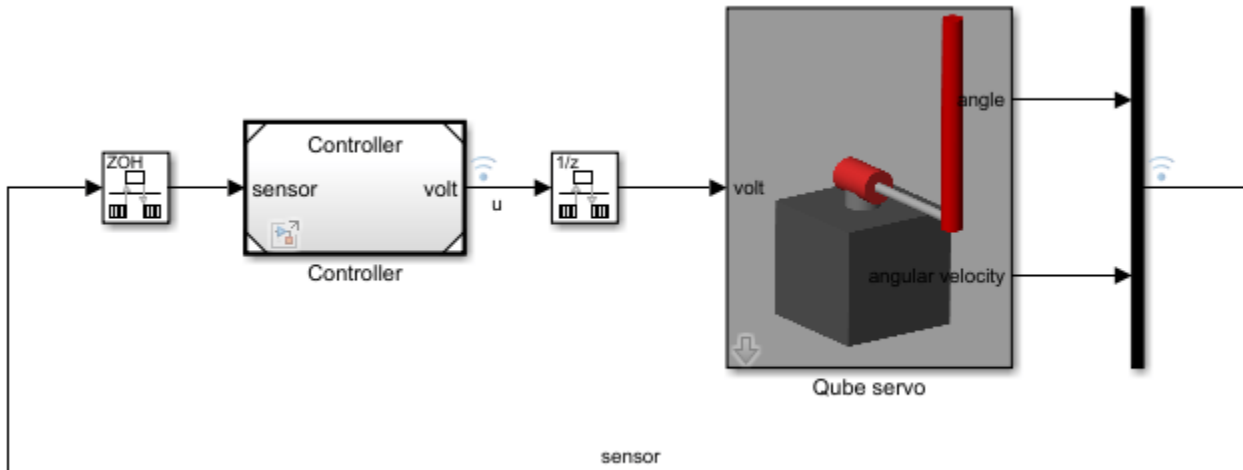 ZOH
Controller
sensor
volt
Controller
u
1/z
volt
angle
angular velocity
Qube servo
sensor